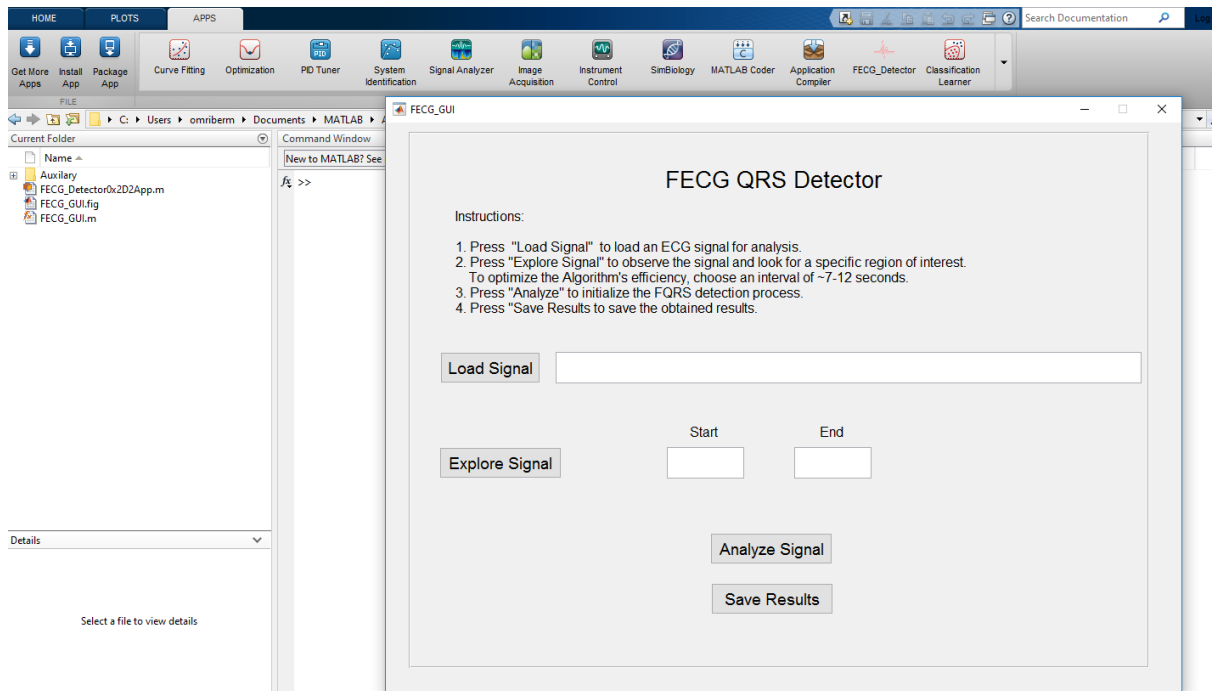 HOME PLOTS APPS
Search Documentation
Log
Get More Apps
Install App
Package App
Curve Fitting
Optimization
PID
PID Tuner
System Identification
Signal Analyzer
Image Acquisition
Instrument Control
SimBiology
C
MATLAB Coder
Application Compiler
FECG_Detector
Classification Learner
FILE
C: Users omriberm Documents MATLAB
Current Folder
Name
Auxilary
FECG_Detector0x2D2App.m
FECG_GUI.fig
FECG_GUI.m
Details
Select a file to view details
Command Window
New to MATLAB? See
fx >>
FECG_GUI
FECG QRS Detector
Instructions:
1. Press "Load Signal" to load an ECG signal for analysis.
2. Press "Explore Signal" to observe the signal and look for a specific region of interest.
To optimize the Algorithm's efficiency, choose an interval of ~7-12 seconds.
3. Press "Analyze" to initialize the FQRS detection process.
4. Press "Save Results to save the obtained results.
Load Signal
Start End
Explore Signal
Analyze Signal
Save Results